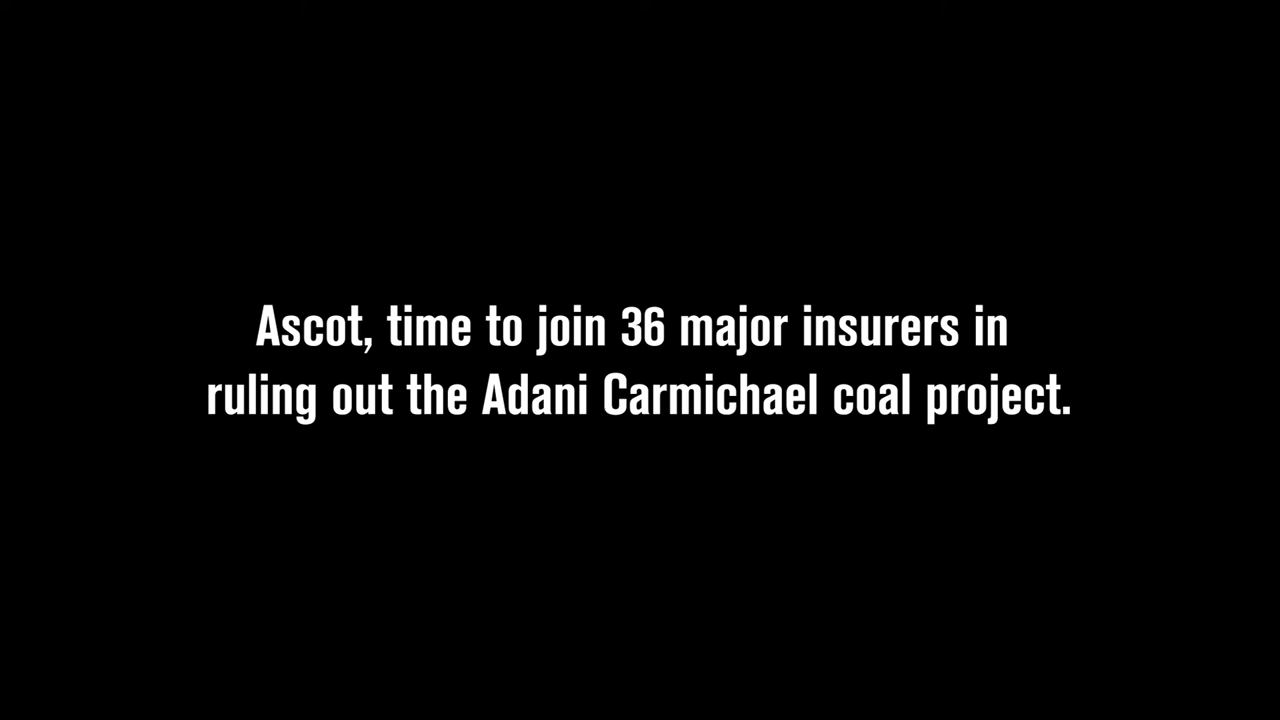 Ascot, time to join 36 major insurers in
ruling out the Adani Carmichael coal project.